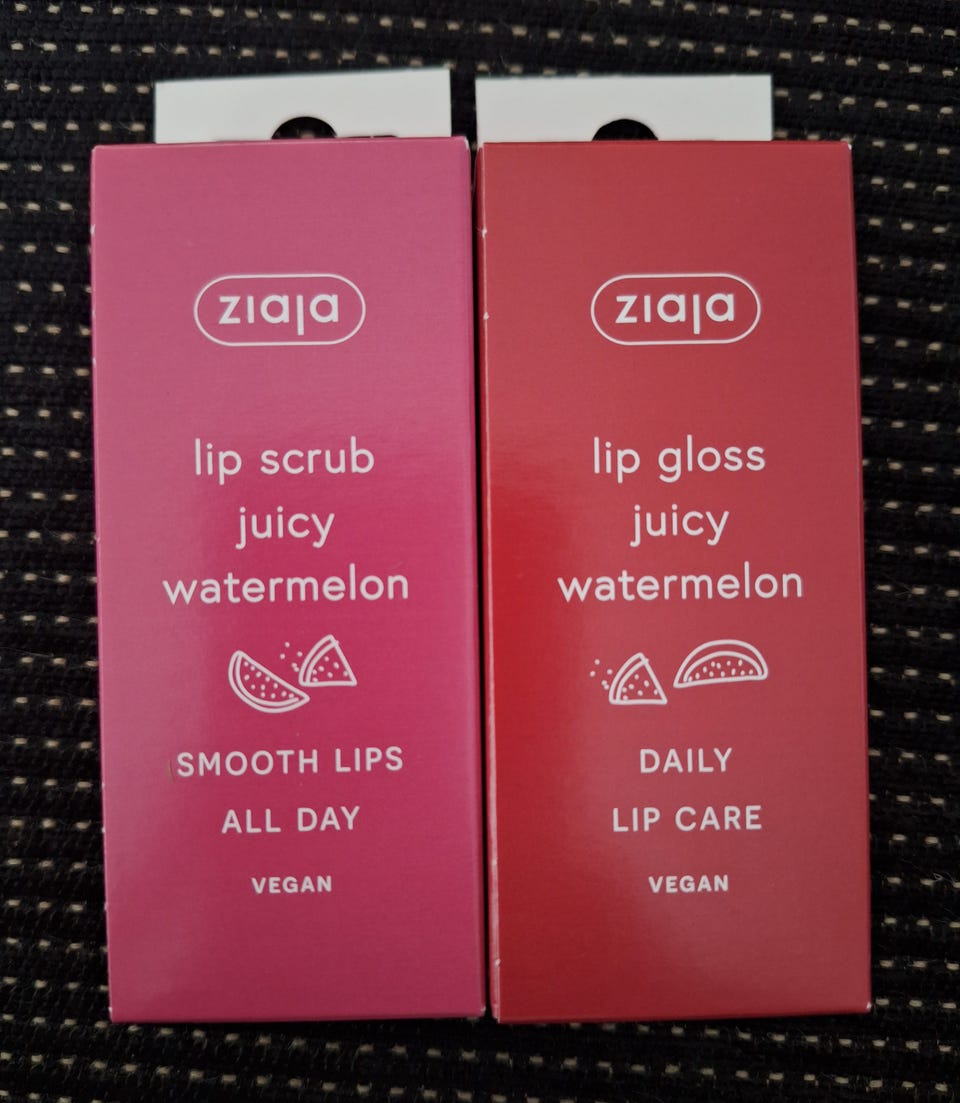 ziaja
lip scrub
juicy
watermelon
SMOOTH LIPS
ALL DAY
VEGAN
ziaja
lip gloss
juicy
watermelon
DAILY
LIP CARE
VEGAN